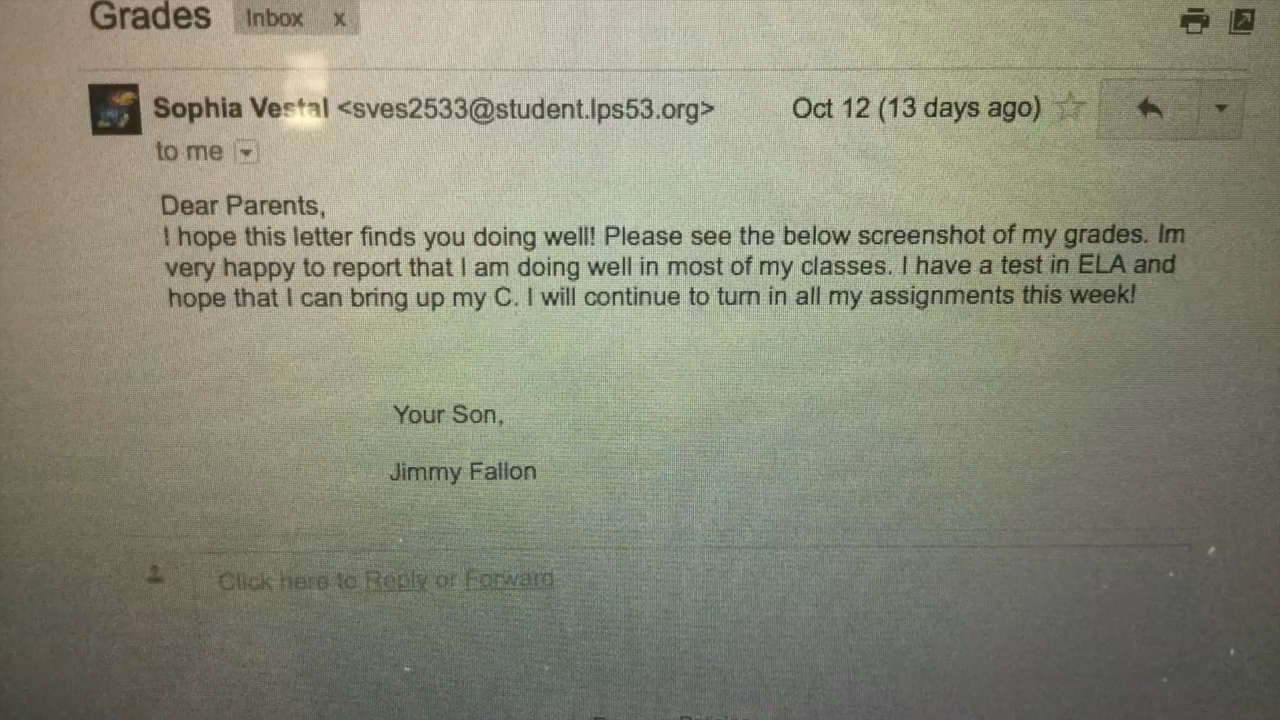 Grades Inbox x
Sophia Vestal <sves2533@student.lps53.org> Oct 12 (13 days ago)
to me
Dear Parents,
I hope this letter finds you doing well! Please see the below screenshot of my grades. Im
very happy to report that I am doing well in most of my classes. I have a test in ELA and
hope that I can bring up my C. I will continue to turn in all my assignments this week!
Your Son,
Jimmy Fallon
Click here to Reply or Forward